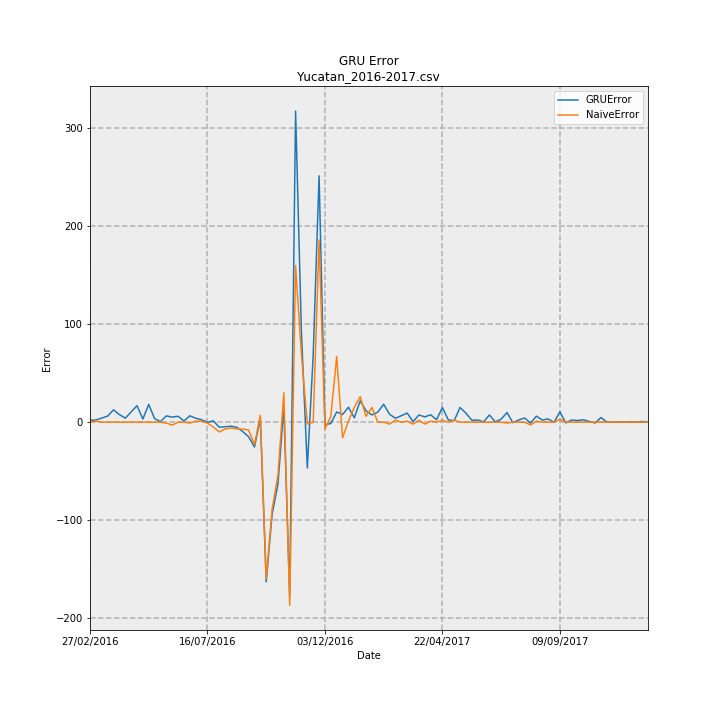 GRU Error
Yucatan_2016-2017.csv
GRUError
NaiveError
300
200
100
0
−100
−200
Error
27/02/2016
16/07/2016
03/12/2016
22/04/2017
09/09/2017
Date